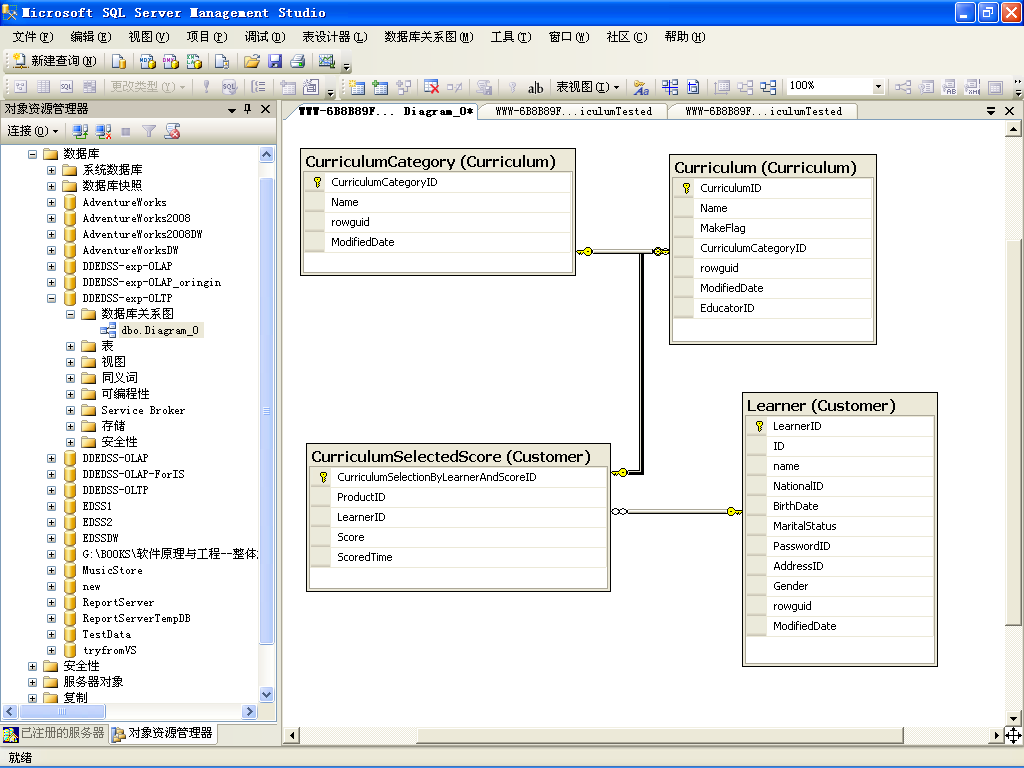 Microsoft SQL Server Management Studio
文件(F) 编辑(E) 视图(V) 项目(P) 调试(D) 表设计器(L) 数据库关系图(M) 工具(T) 窗口(W) 社区(C) 帮助(H)
新建查询(N)
更改类型(Y) ab 表视图(I) 100%
对象资源管理器
连接(O)
数据库
系统数据库
数据库快照
AdventureWorks
AdventureWorks2008
AdventureWorks2008DW
AdventureWorksDW
DDEDSS-exp-OLAP
DDEDSS-exp-OLAP_oringin
DDEDSS-exp-OLTP
数据库关系图
dbo.Diagram_0
表
视图
同义词
可编程性
Service Broker
存储
安全性
DDEDSS-OLAP
DDEDSS-OLAP-ForIS
DDEDSS-OLTP
EDSS1
EDSS2
EDSSDW
G:\BOOKS\软件原理与工程--整体
MusicStore
new
ReportServer
ReportServerTempDB
TestData
tryfromVS
安全性
服务器对象
复制
已注册的服务器 对象资源管理器
就绪
WWW-6B8B89F... Diagram_0* WWW-6B8B89F...iculumTested WWW-6B8B89F...iculumTested
CurriculumCategory (Curriculum)
CurriculumCategoryID
Name
rowguid
ModifiedDate
Curriculum (Curriculum)
CurriculumID
Name
MakeFlag
CurriculumCategoryID
rowguid
ModifiedDate
EducatorID
CurriculumSelectedScore (Customer)
CurriculumSelectionByLearnerAndScoreID
ProductID
LearnerID
Score
ScoredTime
Learner (Customer)
LearnerID
ID
name
NationalID
BirthDate
MaritalStatus
PasswordID
AddressID
Gender
rowguid
ModifiedDate